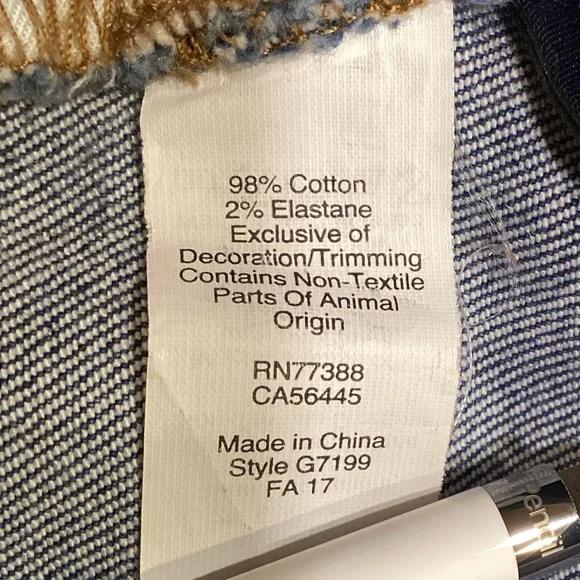 98% Cotton
2% Elastane
Exclusive of
Decoration/Trimming
Contains Non-Textile
Parts Of Animal
Origin
RN77388
CA56445
Made in China
Style G7199
FA 17